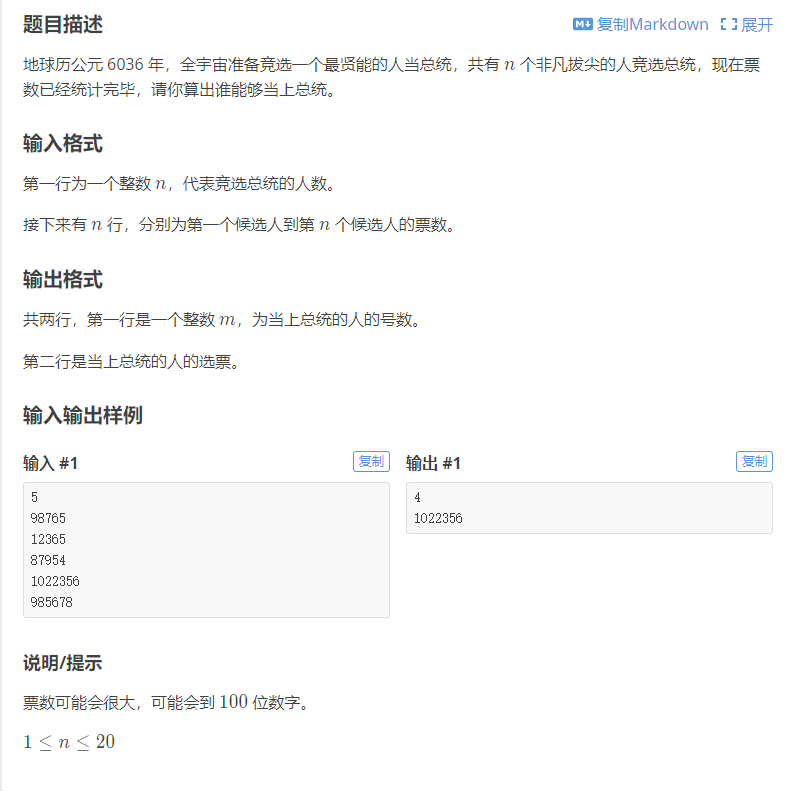 题目描述
复制Markdown 展开
地球历公元 6036 年，全宇宙准备竞选一个最贤能的人当总统，共有 n 个非凡拔尖的人竞选总统，现在票
数已经统计完毕，请你算出谁能够当上总统。
输入格式
第一行为一个整数 n，代表竞选总统的人数。
接下来有 n 行，分别为第一个候选人到第 n 个候选人的票数。
输出格式
共两行，第一行是一个整数 m，为当上总统的人的号数。
第二行是当上总统的人的选票。
输入输出样例
输入 #1
复制
5
98765
12365
87954
1022356
985678
输出 #1
复制
4
1022356
说明/提示
票数可能会很大，可能会到 100 位数字。
1 ≤ n ≤ 20